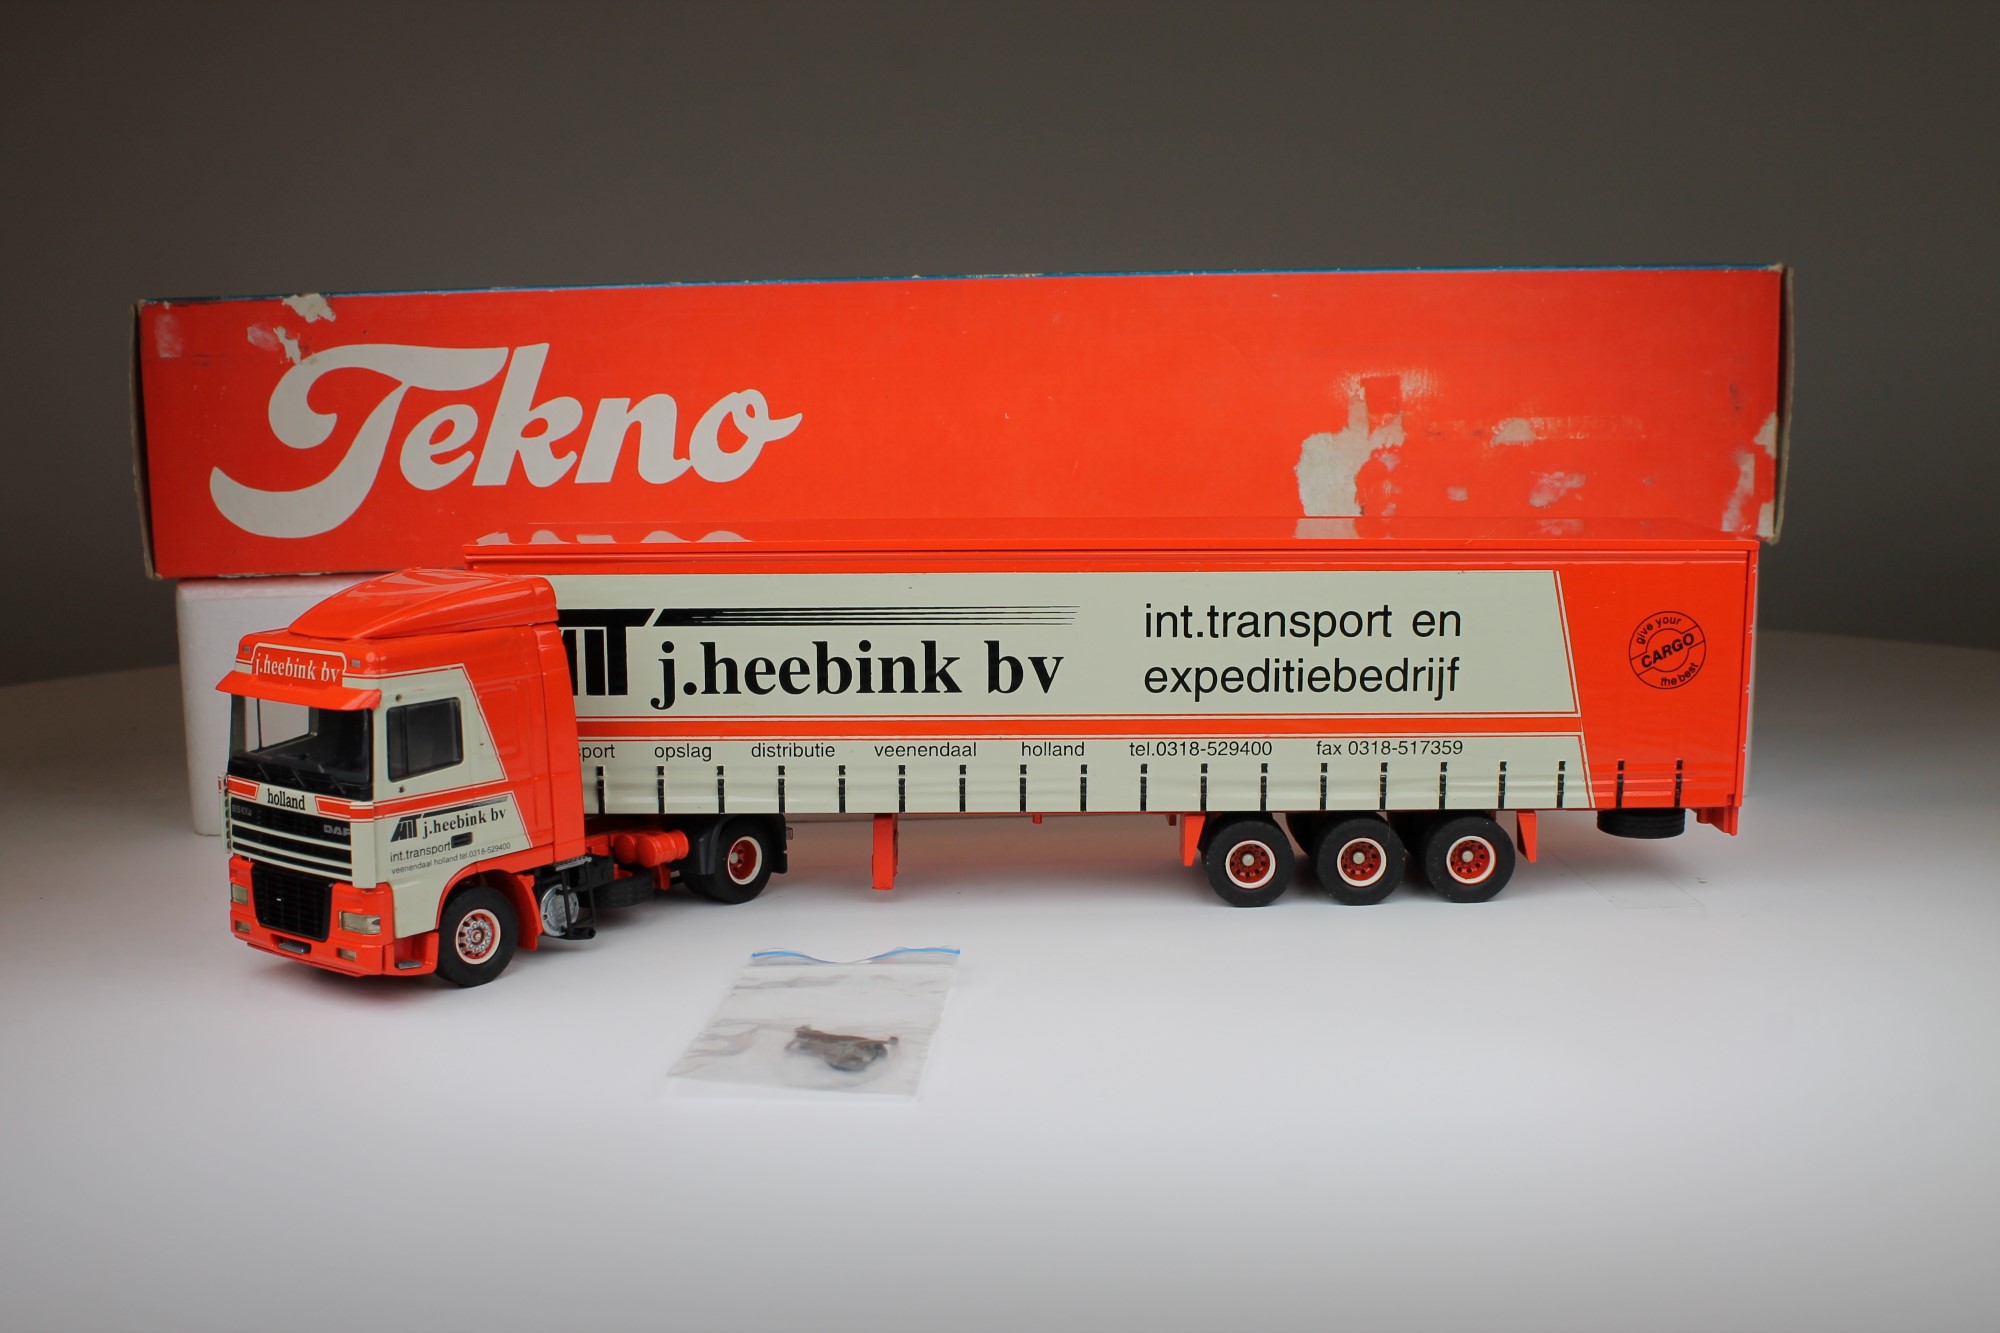 Tekno
j.heebink bv
int.transport en
expeditiebedrijf
give your
CARGO
the best
opslag distributie veenendaal holland tel.0318-529400 fax 0318-517359
j.heebink bv
holland
DAF
HIT j.heebink bv
int.transport
veenendaal holland tel.0318-529400